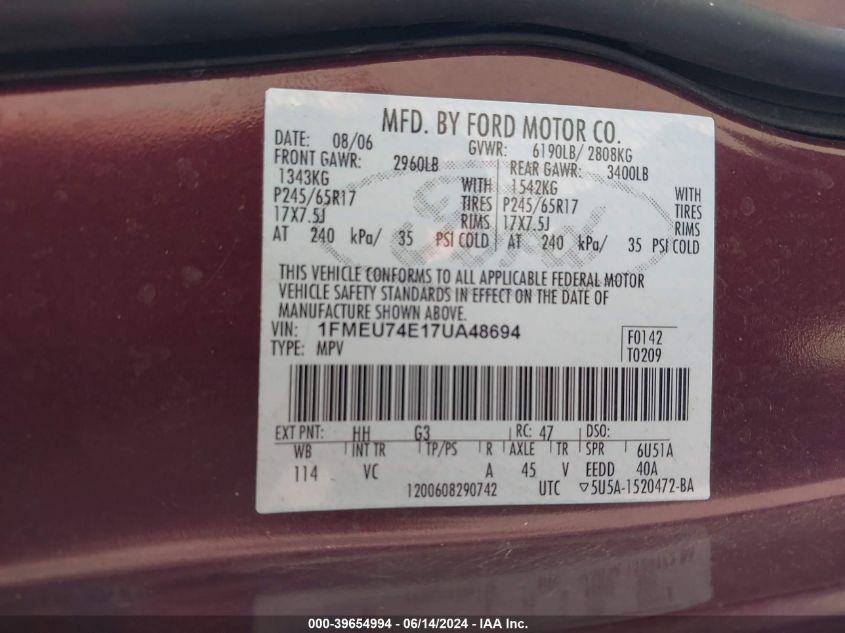 MFD. BY FORD MOTOR CO.
DATE: 08/06 GVWR: 6190LB/ 2808KG
FRONT GAWR: 2960LB REAR GAWR: 3400LB
1343KG WITH 1542KG WITH
P245/65R17 TIRES P245/65R17 TIRES
17X7.5J RIMS 17X7.5J RIMS
AT 240 kPa/ 35 PSI COLD AT 240 kPa/ 35 PSI COLD
THIS VEHICLE CONFORMS TO ALL APPLICABLE FEDERAL MOTOR
VEHICLE SAFETY STANDARDS IN EFFECT ON THE DATE OF
MANUFACTURE SHOWN ABOVE.
VIN: 1FMEU74E17UA48694 F0142
TYPE: MPV T0209
EXT PNT: HH G3 RC: 47 DSO:
WB INT TR TP/PS R AXLE TR SPR 6U51A
114 VC A 45 V EEDD 40A
1200608290742 UTC ▽5U5A-1520472-BA
000-39654994 - 06/14/2024 - IAA Inc.